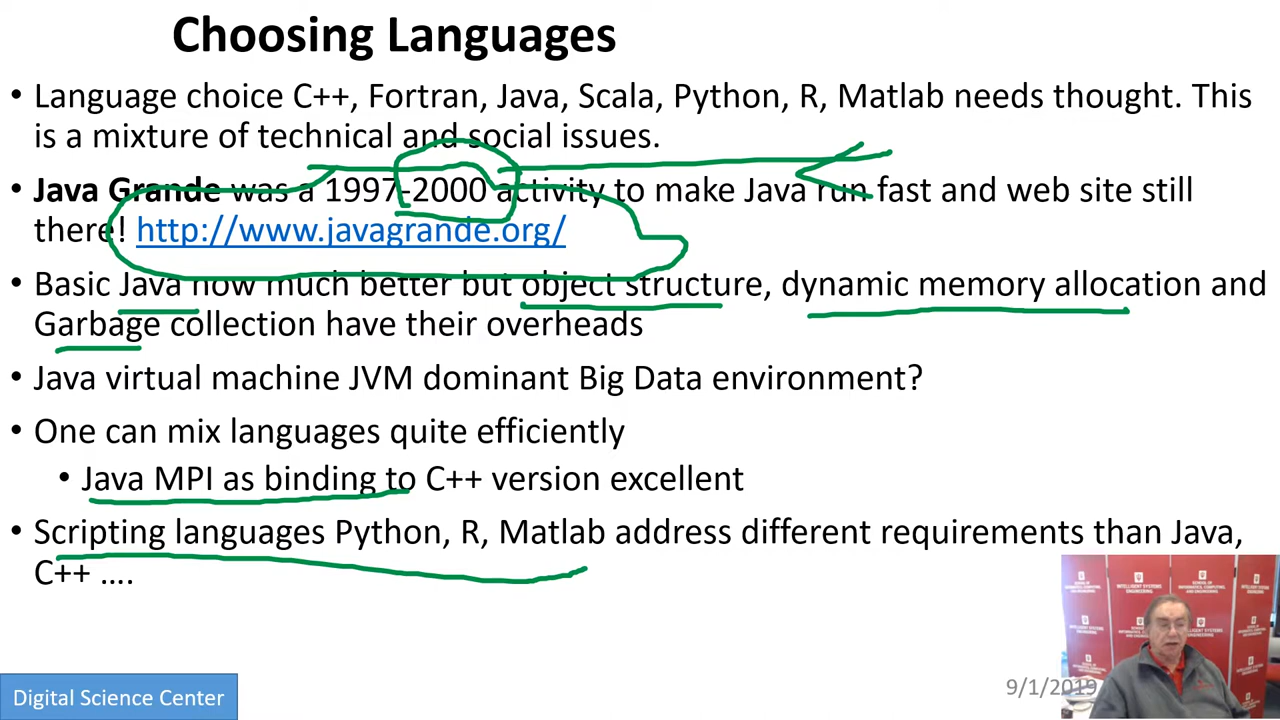 Choosing Languages
• Language choice C++, Fortran, Java, Scala, Python, R, Matlab needs thought. This
is a mixture of technical and social issues.
• Java Grande was a 1997-2000 activity to make Java run fast and web site still
there! http://www.javagrande.org/
• Basic Java now much better but object structure, dynamic memory allocation and
Garbage collection have their overheads
• Java virtual machine JVM dominant Big Data environment?
• One can mix languages quite efficiently
• Java MPI as binding to C++ version excellent
• Scripting languages Python, R, Matlab address different requirements than Java,
C++ ….
INTELLIGENT SYSTEMS
ENGINEERING
Digital Science Center
9/1/2019